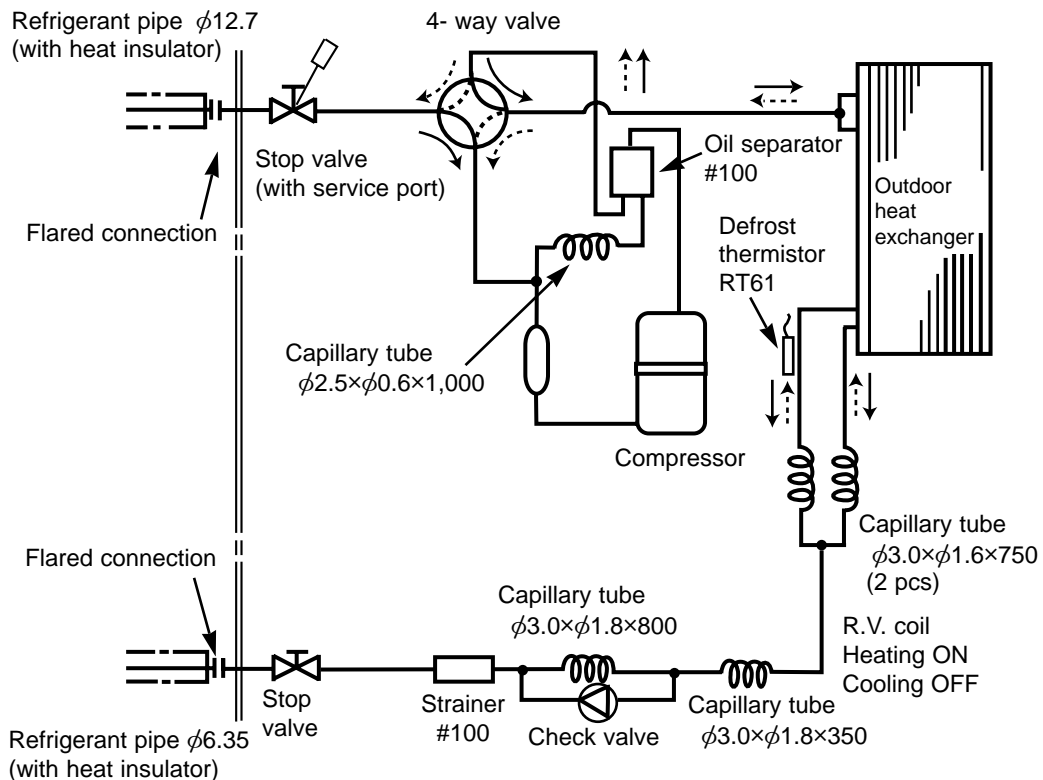 Refrigerant pipe ϕ12.7
(with heat insulator)
4- way valve
Stop valve
(with service port)
Flared connection
Oil separator
#100
Outdoor
heat
exchanger
Defrost
thermistor
RT61
Capillary tube
ϕ2.5×ϕ0.6×1,000
Compressor
Flared connection
Capillary tube
ϕ3.0×ϕ1.6×750
(2 pcs)
Capillary tube
ϕ3.0×ϕ1.8×800
R.V. coil
Heating ON
Cooling OFF
Stop
valve
Strainer
#100
Check valve
Capillary tube
ϕ3.0×ϕ1.8×350
Refrigerant pipe ϕ6.35
(with heat insulator)